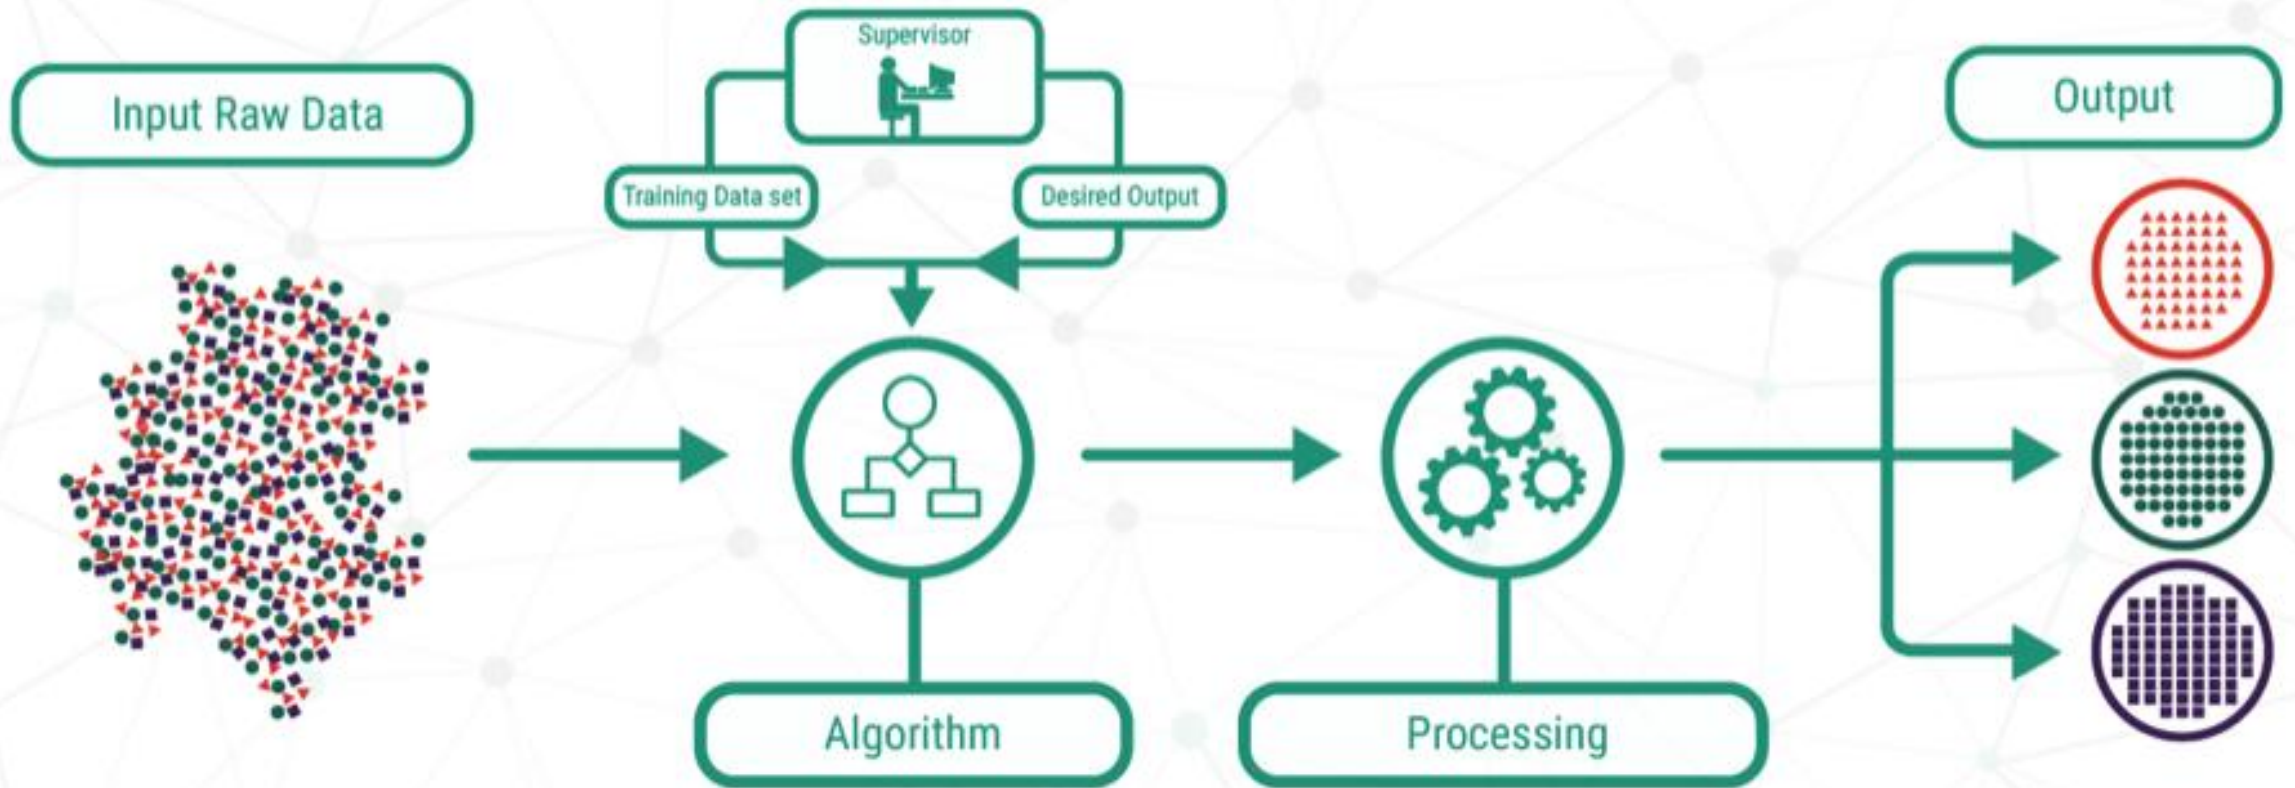 Input Raw Data
Supervisor
Training Data set
Desired Output
Algorithm
Processing
Output